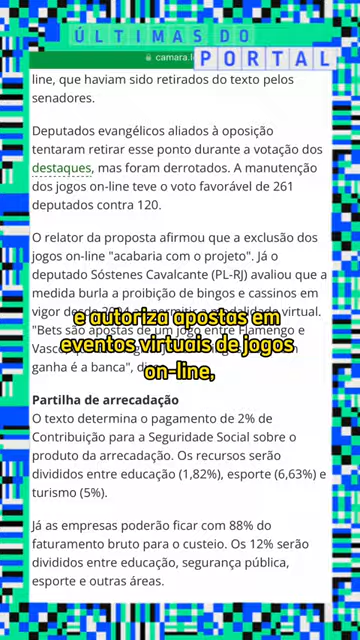 ÚLTIMAS DO
PORTAL
camara.l
line, que haviam sido retirados do texto pelos
senadores.
Deputados evangélicos aliados à oposição
tentaram retirar esse ponto durante a votação dos
destaques, mas foram derrotados. A manutenção
dos jogos on-line teve o voto favorável de 261
deputados contra 120.
O relator da proposta afirmou que a exclusão dos
jogos on-line "acabaria com o projeto". Já o
deputado Sóstenes Cavalcante (PL-RJ) avaliou que a
medida burla a proibição de bingos e cassinos em
vigor desde
virtual.
e autoriza apostas em
"Bets são apostas de um jogo entre Flamengo e
Vasco,
eventos virtuais de jogos
ganha é a banca",
on-line,
Partilha de arrecadação
O texto determina o pagamento de 2% de
Contribuição para a Seguridade Social sobre o
produto da arrecadação. Os recursos serão
divididos entre educação (1,82%), esporte (6,63%) e
turismo (5%).
Já as empresas poderão ficar com 88% do
faturamento bruto para o custeio. Os 12% serão
divididos entre educação, segurança pública,
esporte e outras áreas.